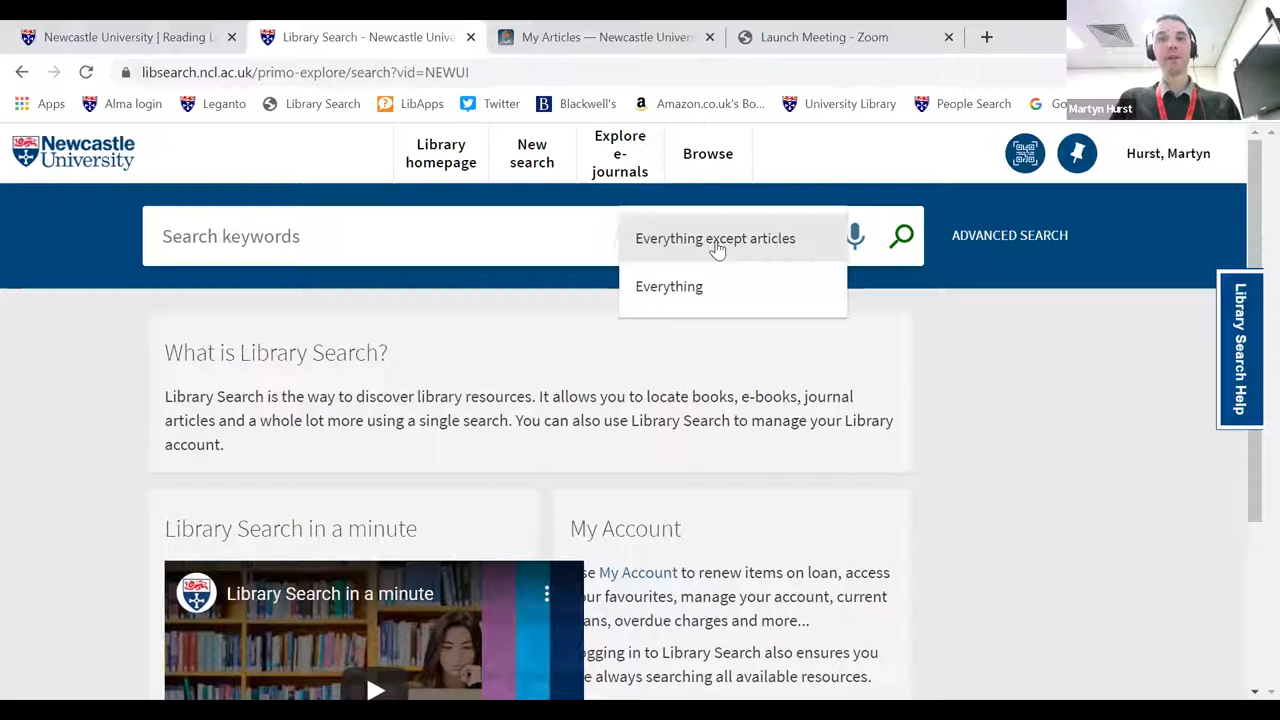 Newcastle University | Reading L
Library Search - Newcastle Unive
My Articles — Newcastle Univer
Launch Meeting - Zoom
libsearch.ncl.ac.uk/primo-explore/search?vid=NEWUI
Apps
Alma login
Leganto
Library Search
LibApps
Twitter
Blackwell's
Amazon.co.uk's Bo...
University Library
People Search
Martyn Hurst
Newcastle
University
Library
homepage
New
search
Explore
e-
journals
Browse
Hurst, Martyn
Search keywords
Everything except articles
Everything
ADVANCED SEARCH
Library Search Help
What is Library Search?
Library Search is the way to discover library resources. It allows you to locate books, e-books, journal
articles and a whole lot more using a single search. You can also use Library Search to manage your Library
account.
Library Search in a minute
Library Search in a minute
My Account
My Account to renew items on loan, access
favourites, manage your account, current
overdue charges and more...
to Library Search also ensures you
always searching all available resources.